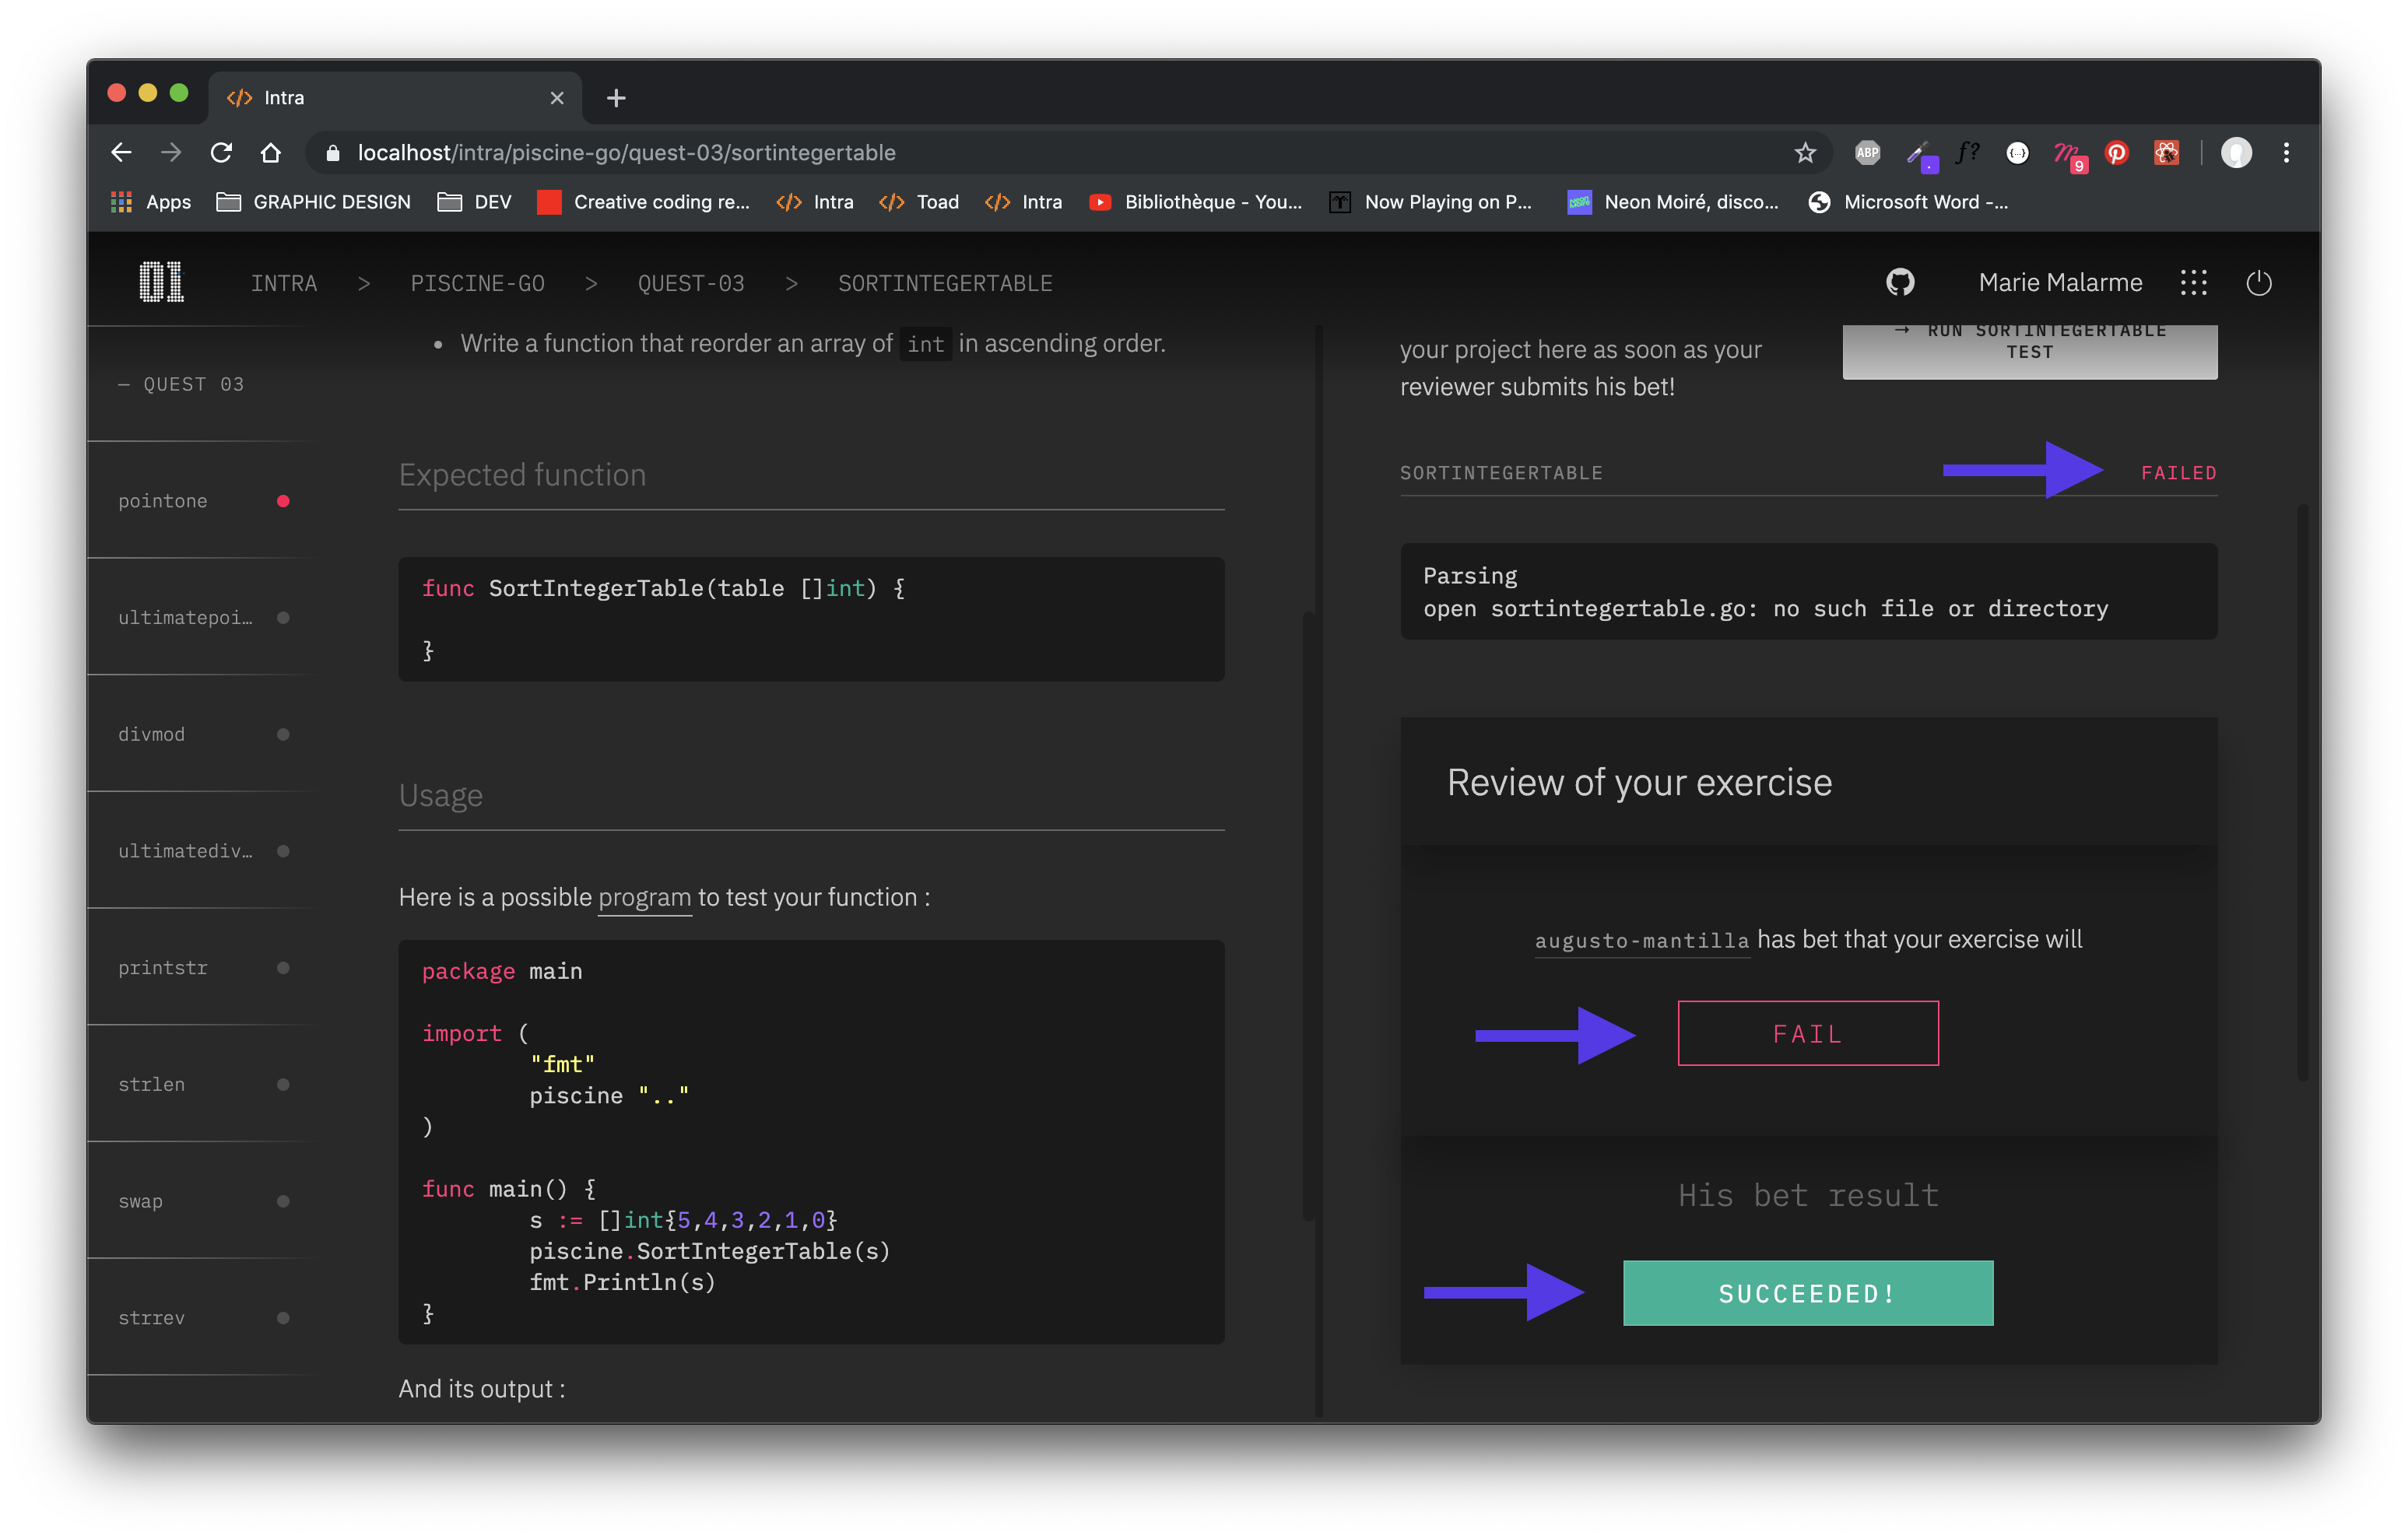 Intra
localhost/intra/piscine-go/quest-03/sortintegertable
ABP
f?
{...}
9
Apps
GRAPHIC DESIGN
DEV
Creative coding re...
Intra
Toad
Intra
Bibliothèque - You...
Now Playing on P...
Neon Moiré, disco...
Microsoft Word -...
01
INTRA > PISCINE-GO > QUEST-03 > SORTINTEGERTABLE
Marie Malarme
— QUEST 03
pointone
ultimatepoi…
divmod
ultimatediv…
printstr
strlen
swap
strrev
• Write a function that reorder an array of int in ascending order.
Expected function
func SortIntegerTable(table []int) {
}
Usage
Here is a possible program to test your function :
package main
import (
"fmt"
piscine ".."
)
func main() {
s := []int{5,4,3,2,1,0}
piscine.SortIntegerTable(s)
fmt.Println(s)
}
And its output :
your project here as soon as your
reviewer submits his bet!
→ RUN SORTINTEGERTABLE
TEST
SORTINTEGERTABLE
FAILED
Parsing
open sortintegertable.go: no such file or directory
Review of your exercise
augusto-mantilla has bet that your exercise will
FAIL
His bet result
SUCCEEDED!